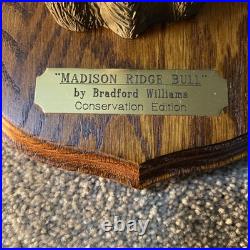 "MADISON RIDGE BULL"
by Bradford Williams
Conservation Edition